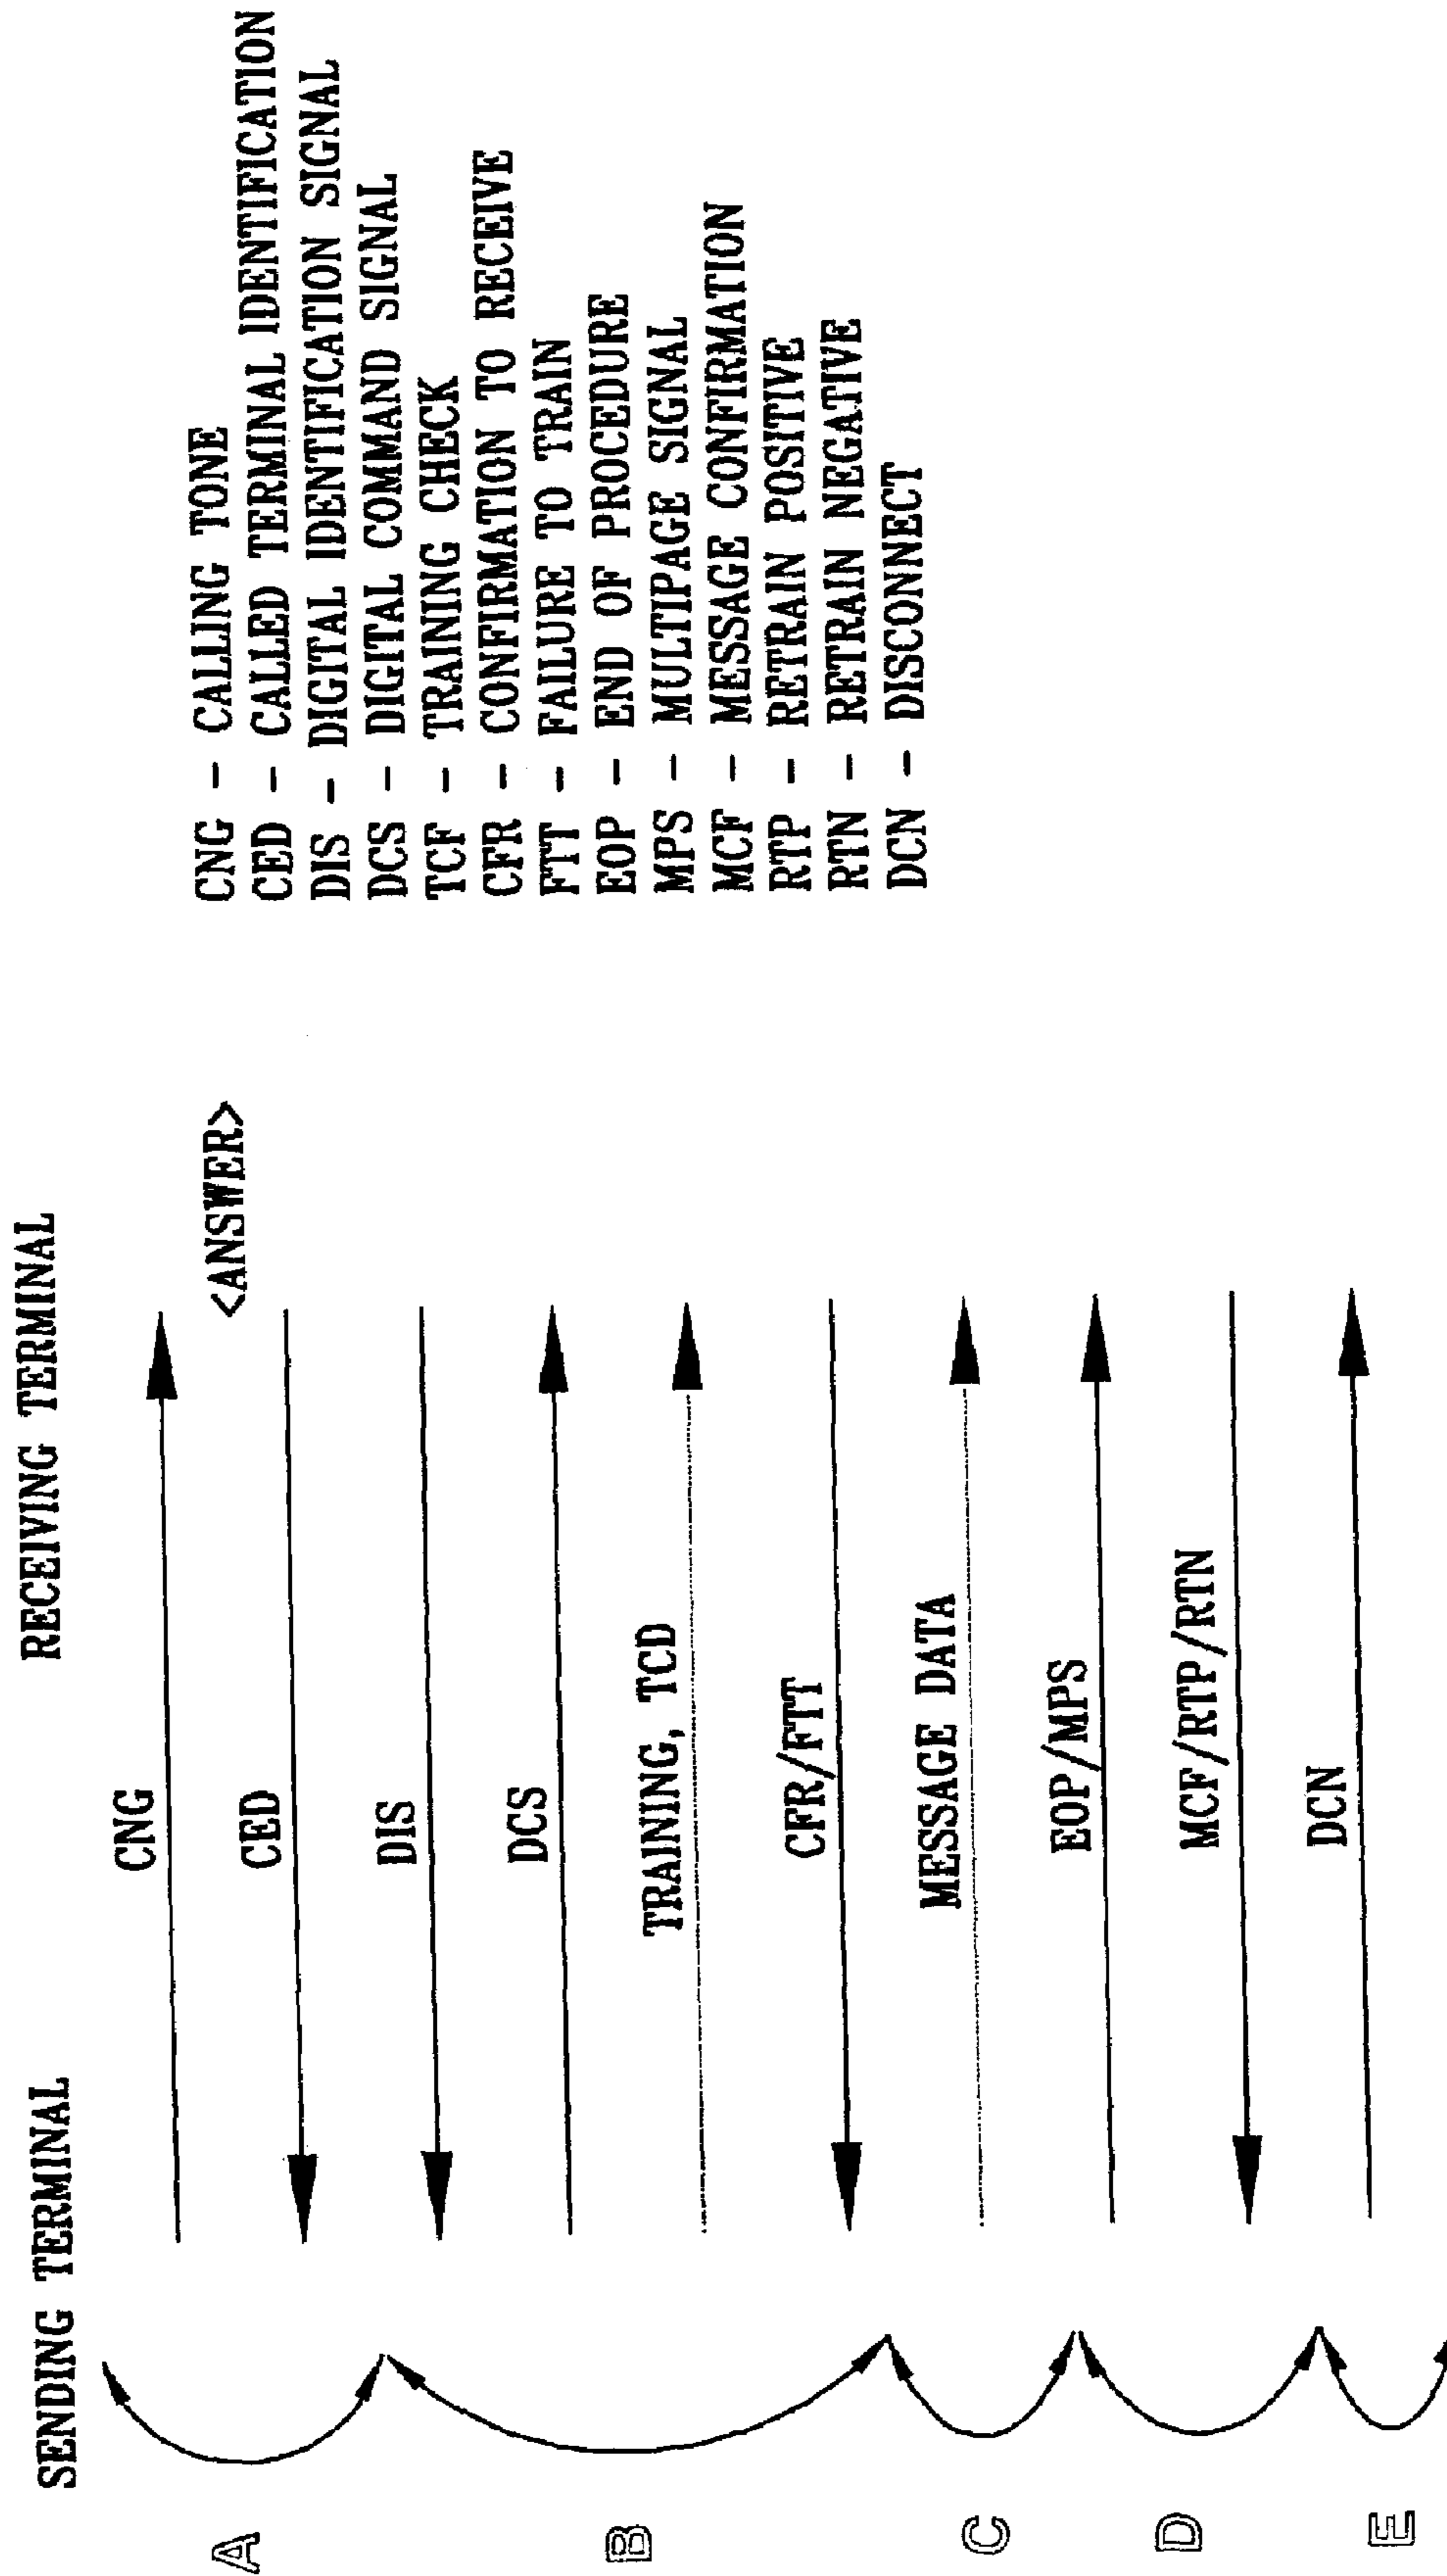 SENDING TERMINAL
RECEIVING TERMINAL
A
CNG
<ANSWER>
CED
B
DIS
DCS
TRAINING, TCD
CFR/FTT
C
MESSAGE DATA
D
EOP/MPS
MCF/RTP/RTN
E
DCN
CNG - CALLING TONE
CED - CALLED TERMINAL IDENTIFICATION
DIS - DIGITAL IDENTIFICATION SIGNAL
DCS - DIGITAL COMMAND SIGNAL
TCF - TRAINING CHECK
CFR - CONFIRMATION TO RECEIVE
FTT - FAILURE TO TRAIN
EOP - END OF PROCEDURE
MPS - MULTIPAGE SIGNAL
MCF - MESSAGE CONFIRMATION
RTP - RETRAIN POSITIVE
RTN - RETRAIN NEGATIVE
DCN - DISCONNECT